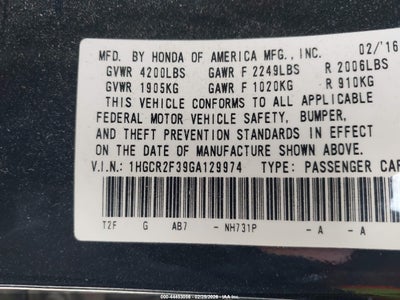 MFD. BY HONDA OF AMERICA MFG., INC. 02/'16
GVWR 4200LBS GAWR F 2249LBS R 2006LBS
GVWR 1905KG GAWR F 1020KG R 910KG
THIS VEHICLE CONFORMS TO ALL APPLICABLE
FEDERAL MOTOR VEHICLE SAFETY, BUMPER,
AND THEFT PREVENTION STANDARDS IN EFFECT
ON THE DATE OF MANUFACTURE SHOWN ABOVE.
V.I.N.: 1HGCR2F39GA129974 TYPE: PASSENGER CAR
T2F G AB7 - NH731P - A - A